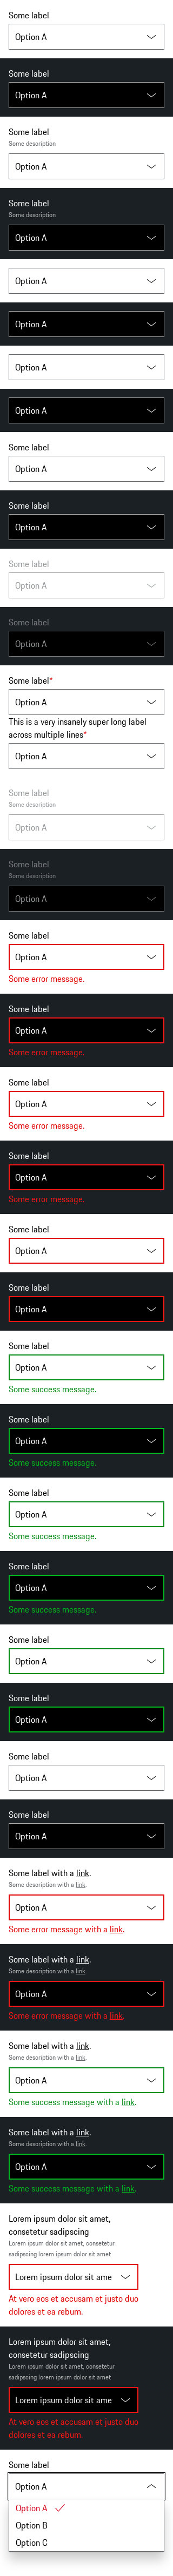 Some label
Option A
Some label
Option A
Some label
Some description
Option A
Some label
Some description
Option A
Option A
Option A
Option A
Option A
Some label
Option A
Some label
Option A
Some label
Option A
Some label
Option A
Some label*
Option A
This is a very insanely super long label
across multiple lines*
Option A
Some label
Some description
Option A
Some label
Some description
Option A
Some label
Option A
Some error message.
Some label
Option A
Some error message.
Some label
Option A
Some error message.
Some label
Option A
Some error message.
Some label
Option A
Some label
Option A
Some label
Option A
Some success message.
Some label
Option A
Some success message.
Some label
Option A
Some success message.
Some label
Option A
Some success message.
Some label
Option A
Some label
Option A
Some label
Option A
Some label
Option A
Some label with a link.
Some description with a link.
Option A
Some error message with a link.
Some label with a link.
Some description with a link.
Option A
Some error message with a link.
Some label with a link.
Some description with a link.
Option A
Some success message with a link.
Some label with a link.
Some description with a link.
Option A
Some success message with a link.
Lorem ipsum dolor sit amet,
consetetur sadipscing
Lorem ipsum dolor sit amet, consetetur
sadipscing lorem ipsum dolor sit amet
Lorem ipsum dolor sit ame
At vero eos et accusam et justo duo
dolores et ea rebum.
Lorem ipsum dolor sit amet,
consetetur sadipscing
Lorem ipsum dolor sit amet, consetetur
sadipscing lorem ipsum dolor sit amet
Lorem ipsum dolor sit ame
At vero eos et accusam et justo duo
dolores et ea rebum.
Some label
Option A
Option A
Option B
Option C